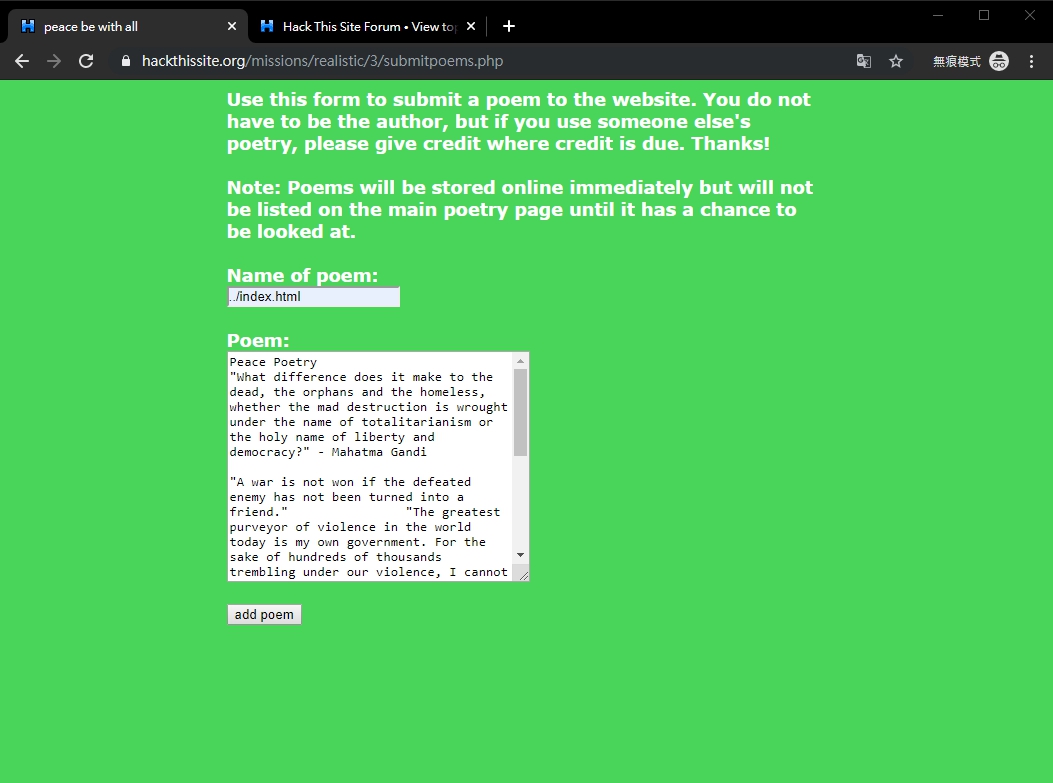 peace be with all
Hack This Site Forum • View top
hackthissite.org/missions/realistic/3/submitpoems.php
無痕模式
Use this form to submit a poem to the website. You do not
have to be the author, but if you use someone else's
poetry, please give credit where credit is due. Thanks!
Note: Poems will be stored online immediately but will not
be listed on the main poetry page until it has a chance to
be looked at.
Name of poem:
../index.html
Poem:
Peace Poetry
"What difference does it make to the
dead, the orphans and the homeless,
whether the mad destruction is wrought
under the name of totalitarianism or
the holy name of liberty and
democracy?" - Mahatma Gandi
"A war is not won if the defeated
enemy has not been turned into a
friend." "The greatest
purveyor of violence in the world
today is my own government. For the
sake of hundreds of thousands
trembling under our violence, I cannot
add poem